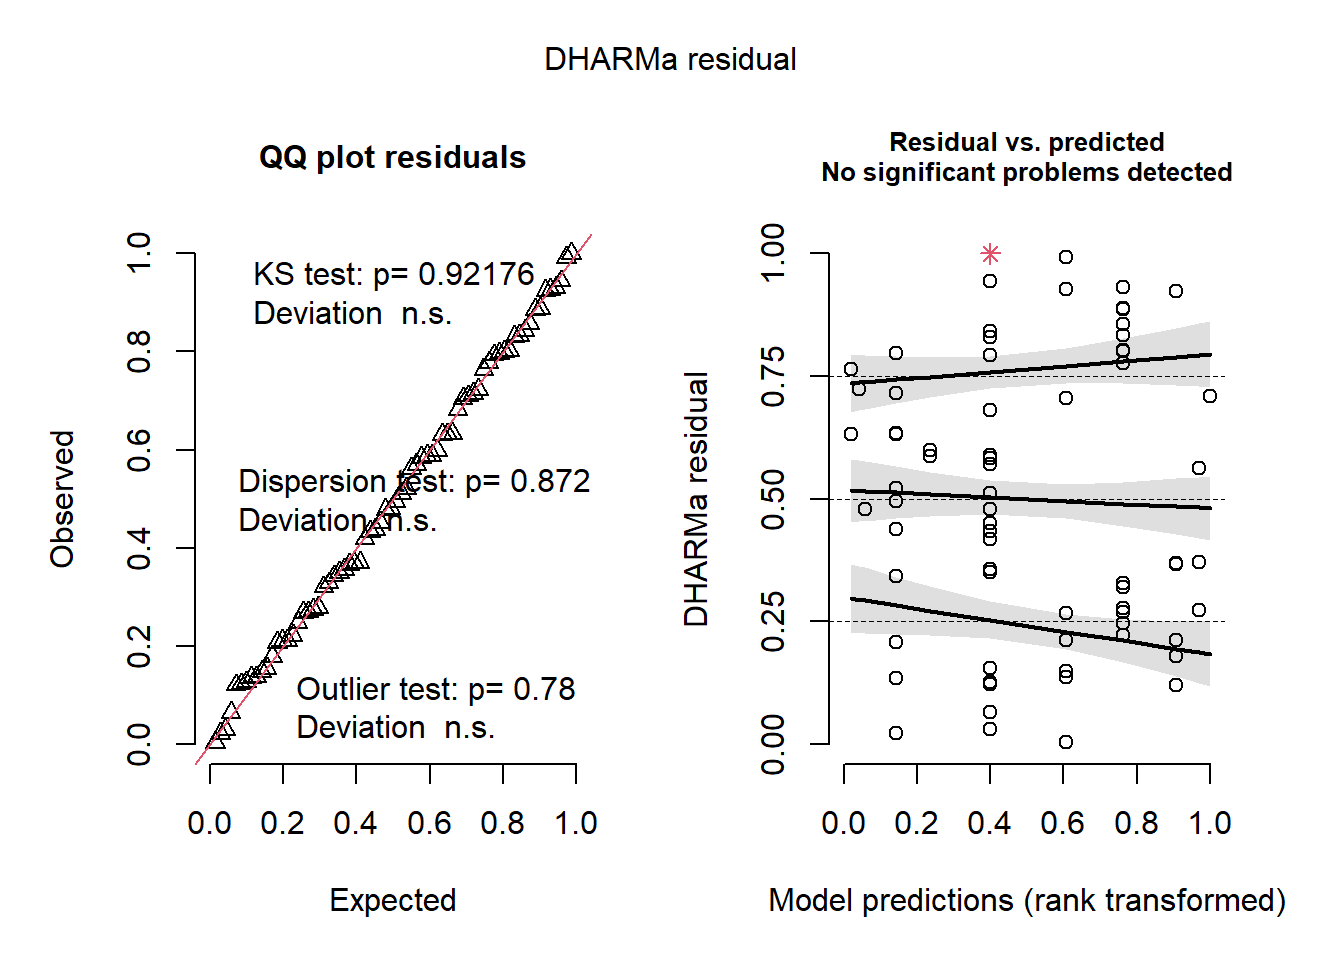 DHARMa residual
QQ plot residuals
KS test: p= 0.92176
Deviation  n.s.
Dispersion test: p= 0.872
Deviation  n.s.
Outlier test: p= 0.78
Deviation  n.s.
Observed
0.0 0.2 0.4 0.6 0.8 1.0
0.0 0.2 0.4 0.6 0.8 1.0
Expected
Residual vs. predicted
No significant problems detected
DHARMa residual
0.00 0.25 0.50 0.75 1.00
0.0 0.2 0.4 0.6 0.8 1.0
Model predictions (rank transformed)